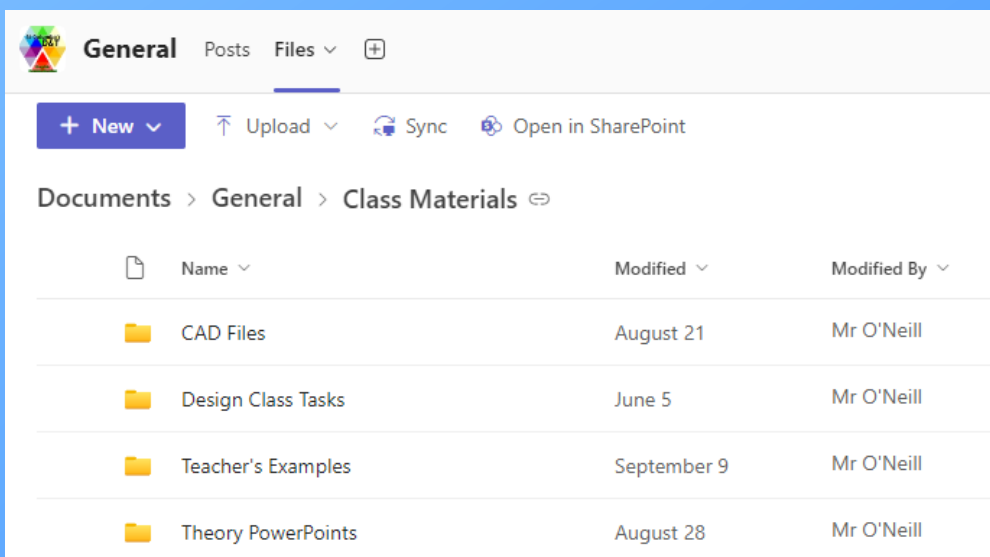 General Posts Files
New Upload Sync Open in SharePoint
Documents > General > Class Materials
Name Modified Modified By
CAD Files August 21 Mr O'Neill
Design Class Tasks June 5 Mr O'Neill
Teacher's Examples September 9 Mr O'Neill
Theory PowerPoints August 28 Mr O'Neill